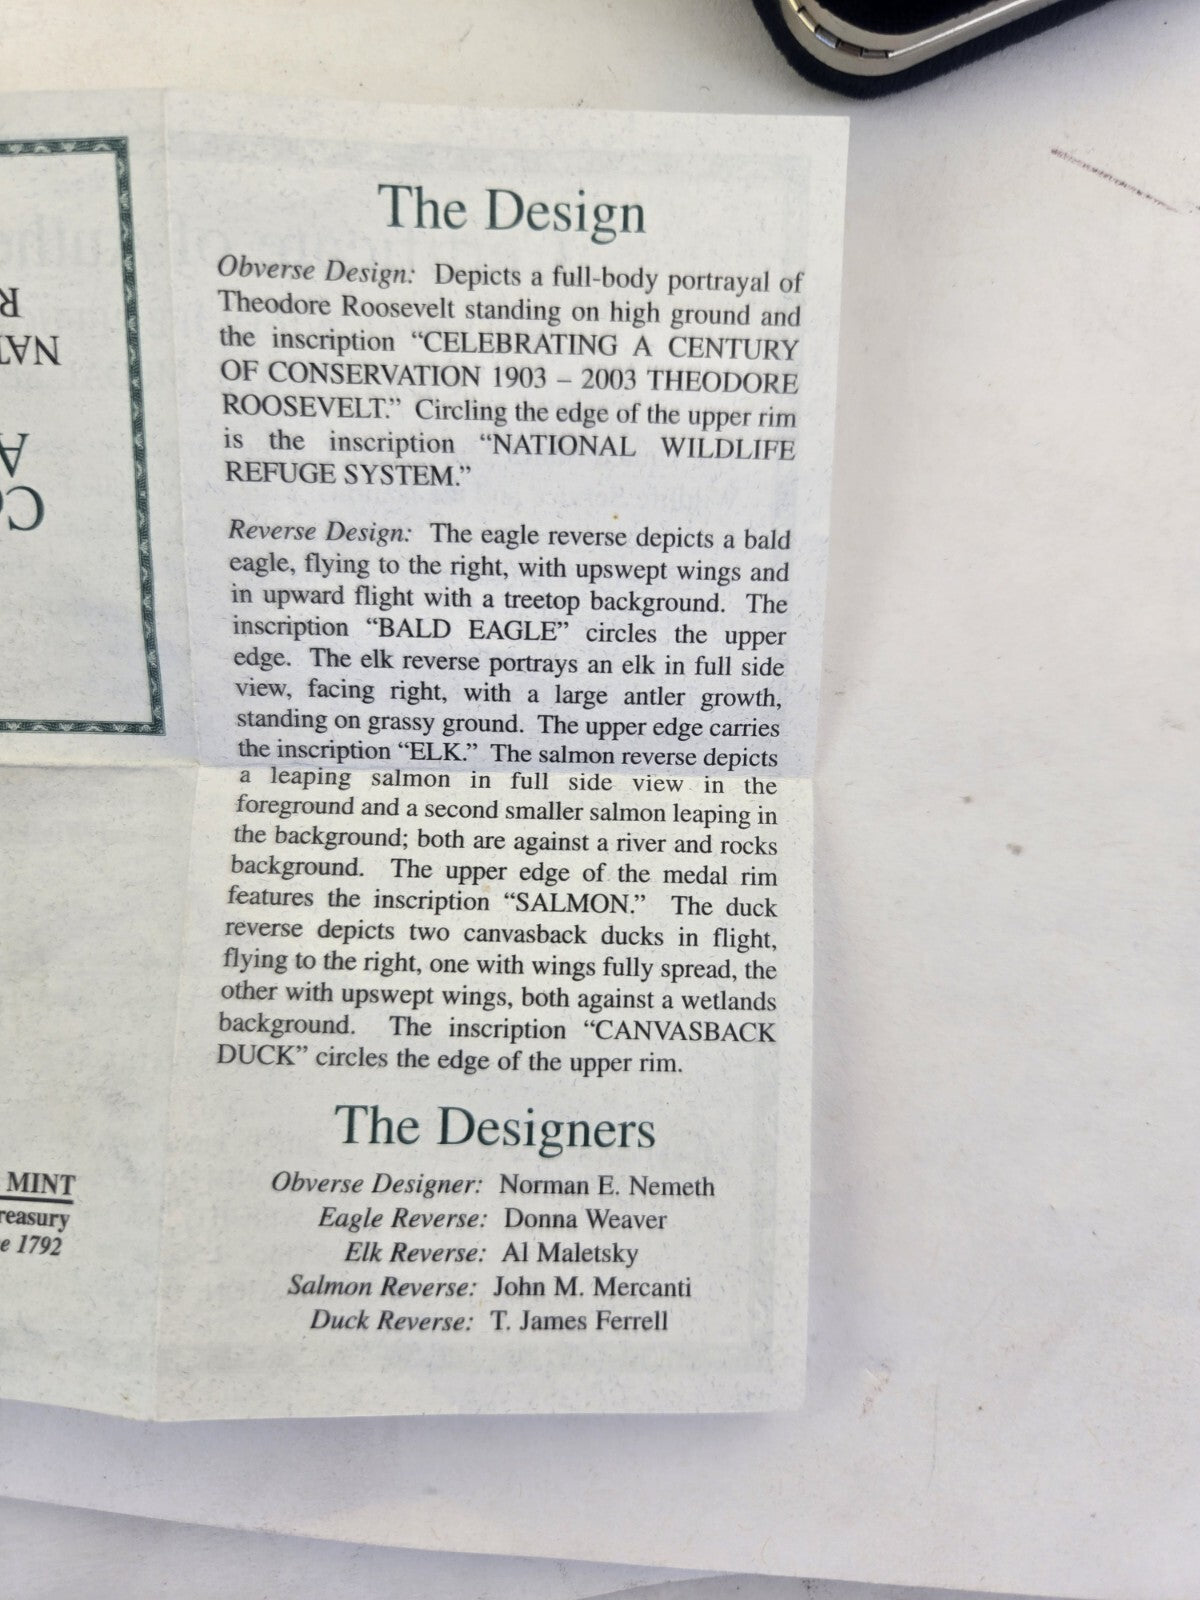 The Design
Obverse Design: Depicts a full-body portrayal of
Theodore Roosevelt standing on high ground and
the inscription “CELEBRATING A CENTURY
OF CONSERVATION 1903 – 2003 THEODORE
ROOSEVELT.” Circling the edge of the upper rim
is the inscription “NATIONAL WILDLIFE
REFUGE SYSTEM.”
Reverse Design: The eagle reverse depicts a bald
eagle, flying to the right, with upswept wings and
in upward flight with a treetop background. The
inscription “BALD EAGLE” circles the upper
edge. The elk reverse portrays an elk in full side
view, facing right, with a large antler growth,
standing on grassy ground. The upper edge carries
the inscription “ELK.” The salmon reverse depicts
a leaping salmon in full side view in the
foreground and a second smaller salmon leaping in
the background; both are against a river and rocks
background. The upper edge of the medal rim
features the inscription “SALMON.” The duck
reverse depicts two canvasback ducks in flight,
flying to the right, one with wings fully spread, the
other with upswept wings, both against a wetlands
background. The inscription “CANVASBACK
DUCK” circles the edge of the upper rim.
The Designers
Obverse Designer: Norman E. Nemeth
Eagle Reverse: Donna Weaver
Elk Reverse: Al Maletsky
Salmon Reverse: John M. Mercanti
Duck Reverse: T. James Ferrell
MINT
reasury
e 1792